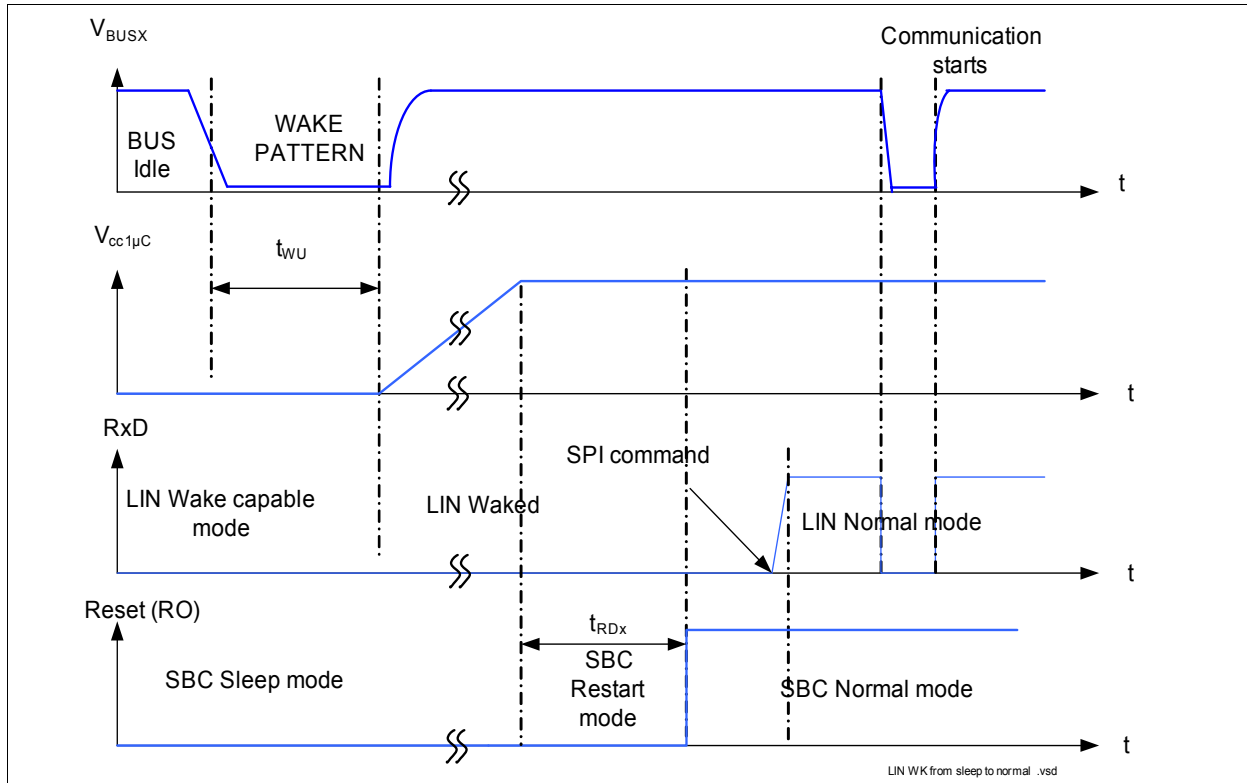 V_BUSX
Communication
starts
BUS
Idle
WAKE
PATTERN
t
V_cc1µC
t_WU
t
RxD
SPI command
LIN Wake capable
mode
LIN Waked
LIN Normal mode
t
Reset (RO)
t_RDx
SBC Sleep mode
SBC
Restart
mode
SBC Normal mode
t
LIN WK from sleep to normal .vsd